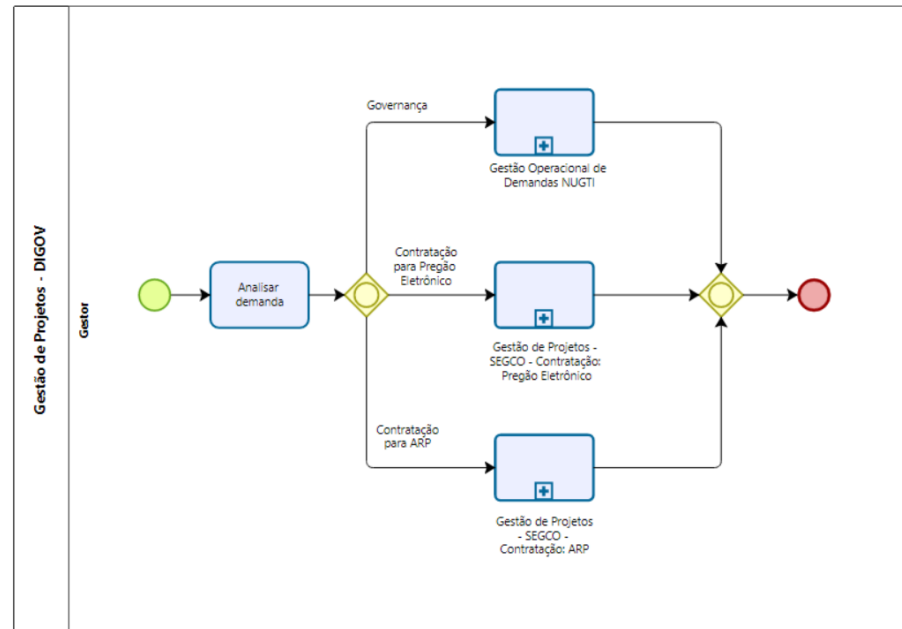 Gestão de Projetos - DIGOV
Gestor
Analisar
demanda
Governança
Gestão Operacional de
Demandas NUGTI
Contratação
para Pregão
Eletrônico
Gestão de Projetos -
SEGCO - Contratação:
Pregão Eletrônico
Contratação
para ARP
Gestão de Projetos
- SEGCO -
Contratação: ARP